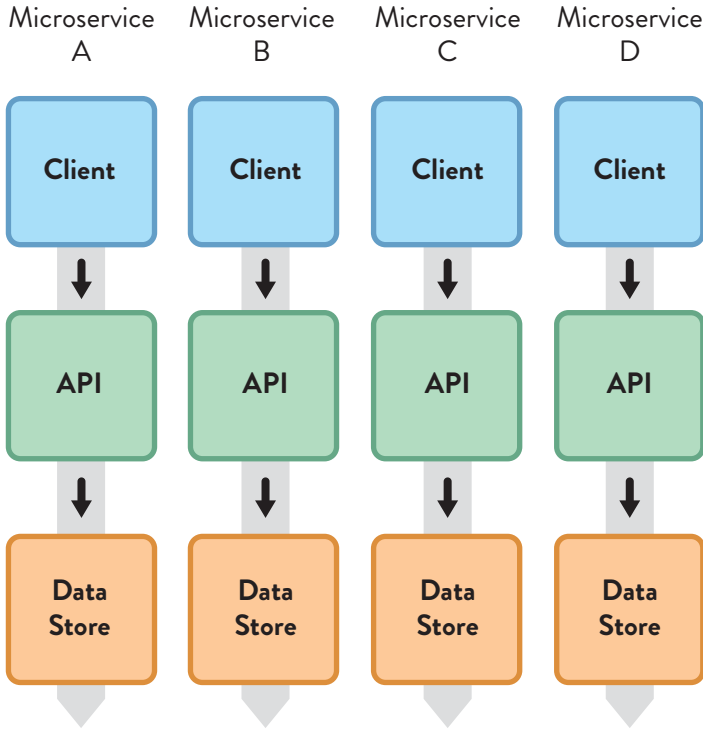 Microservice A
Microservice B
Microservice C
Microservice D
Client
Client
Client
Client
API
API
API
API
Data
Store
Data
Store
Data
Store
Data
Store